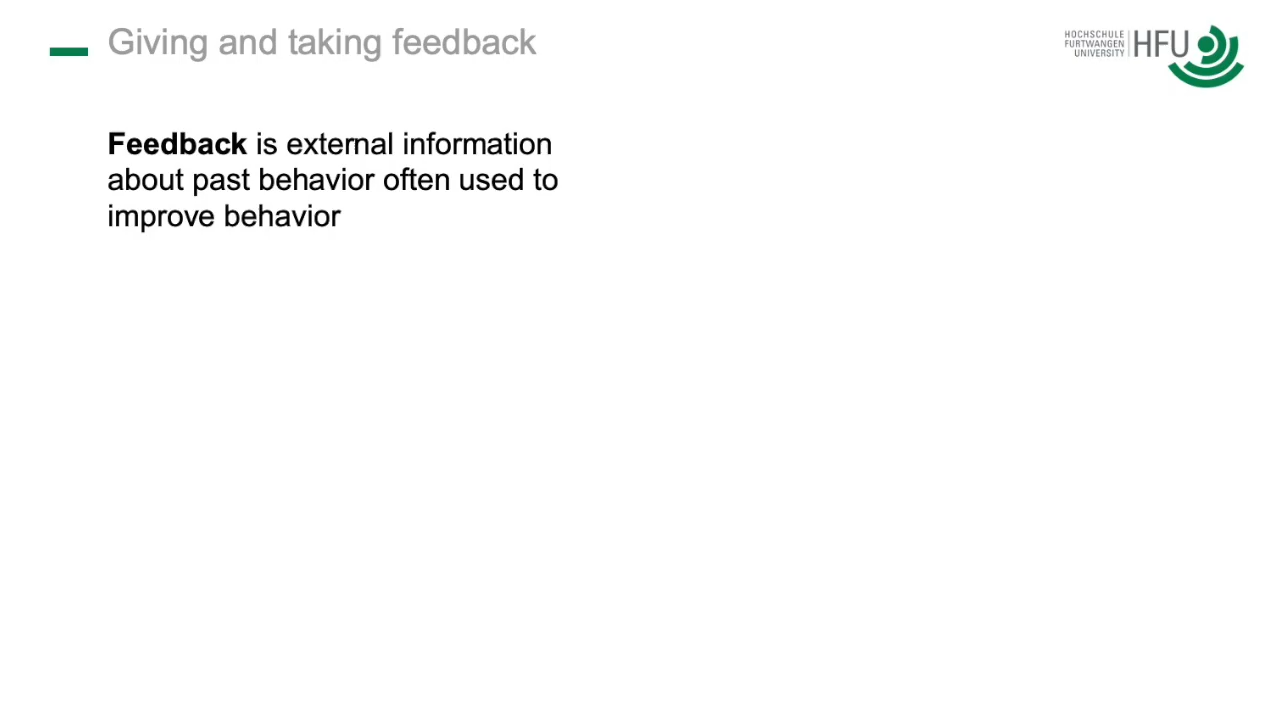 Giving and taking feedback
HOCHSCHULE
FURTWANGEN
UNIVERSITY
HFU
Feedback is external information
about past behavior often used to
improve behavior